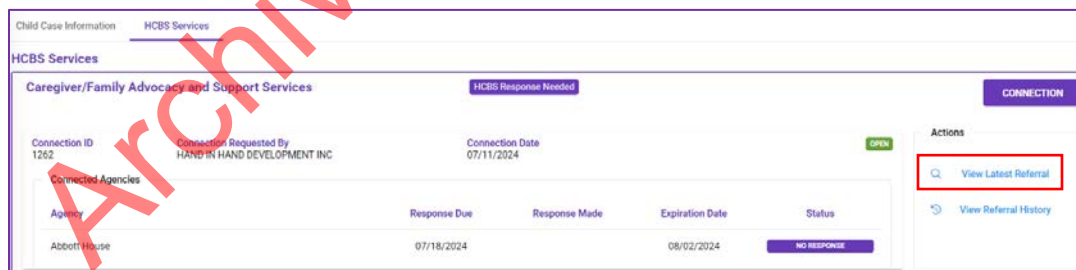 Child Case Information HCBS Services
HCBS Services
Caregiver/Family Advocacy and Support Services HCBS Response Needed CONNECTION
Connection ID Connection Requested By Connection Date OPEN
1262 HAND IN HAND DEVELOPMENT INC 07/11/2024
Connected Agencies
Agency Response Due Response Made Expiration Date Status
Abbott House 07/18/2024 08/02/2024 NO RESPONSE
Actions
View Latest Referral
View Referral History
Archiv